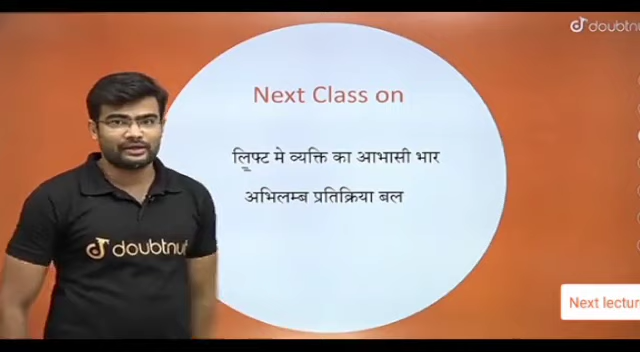 doubtnut
Next Class on
लिफ्ट मे व्यक्ति का आभासी भार
अभिलम्ब प्रतिक्रिया बल
doubtnut
Next lectur